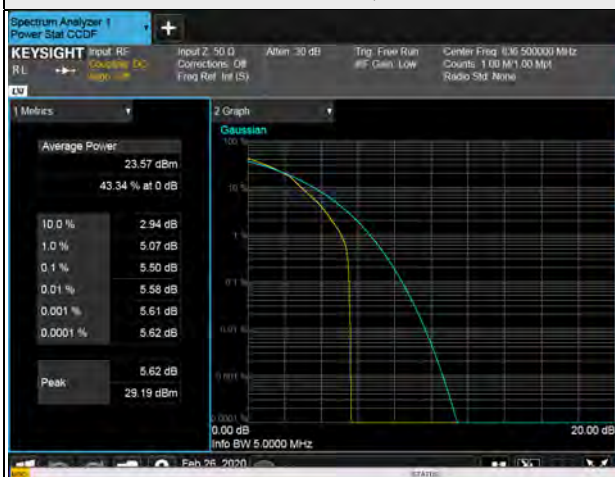 Spectrum Analyzer 1
Power Stat CCDF
+
KEYSIGHT Input: RF Input Z: 50 Ω Atten: 30 dB Trig: Free Run Center Freq: 836.500000 MHz
RL Coupling: DC Corrections: Off #IF Gain: Low Counts: 1.00 M/1.00 Mpt
Align: Off Freq Ref: Int (S) Radio Std: None
1 Metrics
2 Graph
Gaussian
Average Power
23.57 dBm
43.34 % at 0 dB
10.0 % 2.94 dB
1.0 % 5.07 dB
0.1 % 5.50 dB
0.01 % 5.58 dB
0.001 % 5.61 dB
0.0001 % 5.62 dB
Peak 5.62 dB
29.19 dBm
100 %
10 %
1 %
0.1 %
0.01 %
0.001 %
0.0001 %
0.00 dB 20.00 dB
Info BW 5.0000 MHz
Feb 26, 2020
MSG STATUS